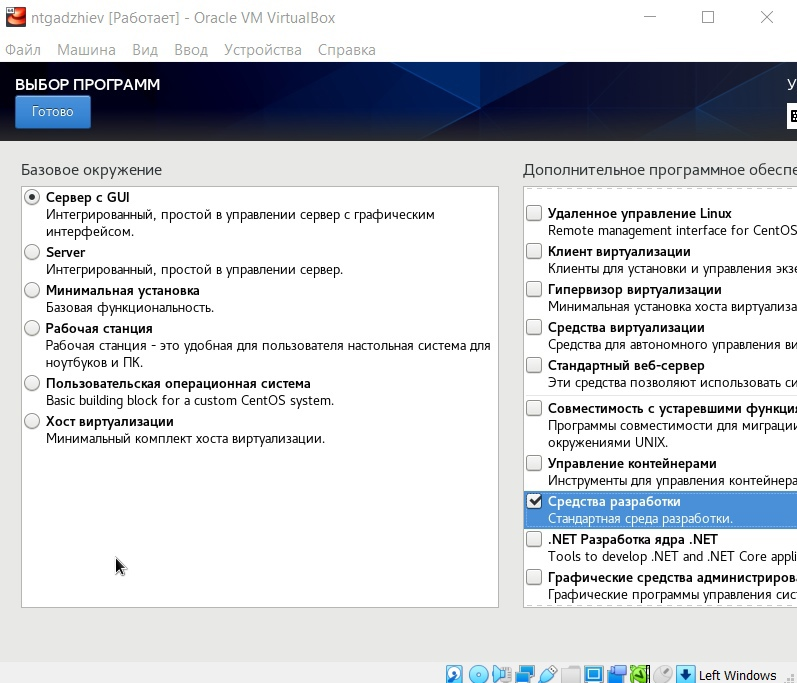 ntgadzhiev [Работает] - Oracle VM VirtualBox
Файл Машина Вид Ввод Устройства Справка
ВЫБОР ПРОГРАММ
Готово
Базовое окружение
Сервер с GUI
Интегрированный, простой в управлении сервер с графическим
интерфейсом.
Server
Интегрированный, простой в управлении сервер.
Минимальная установка
Базовая функциональность.
Рабочая станция
Рабочая станция - это удобная для пользователя настольная система для
ноутбуков и ПК.
Пользовательская операционная система
Basic building block for a custom CentOS system.
Хост виртуализации
Минимальный комплект хоста виртуализации.
Дополнительное программное обеспе
Удаленное управление Linux
Remote management interface for CentOS
Клиент виртуализации
Клиенты для установки и управления экзе
Гипервизор виртуализации
Минимальная установка хоста виртуализа
Средства виртуализации
Средства для автономного управления ви
Стандартный веб-сервер
Эти средства позволяют использовать си
Совместимость с устаревшими функци
Программы совместимости для миграции
окружениями UNIX.
Управление контейнерами
Инструменты для управления контейнера
Средства разработки
Стандартная среда разработки.
.NET Разработка ядра .NET
Tools to develop .NET and .NET Core appli
Графические средства администриров
Графические программы управления сис
Left Windows